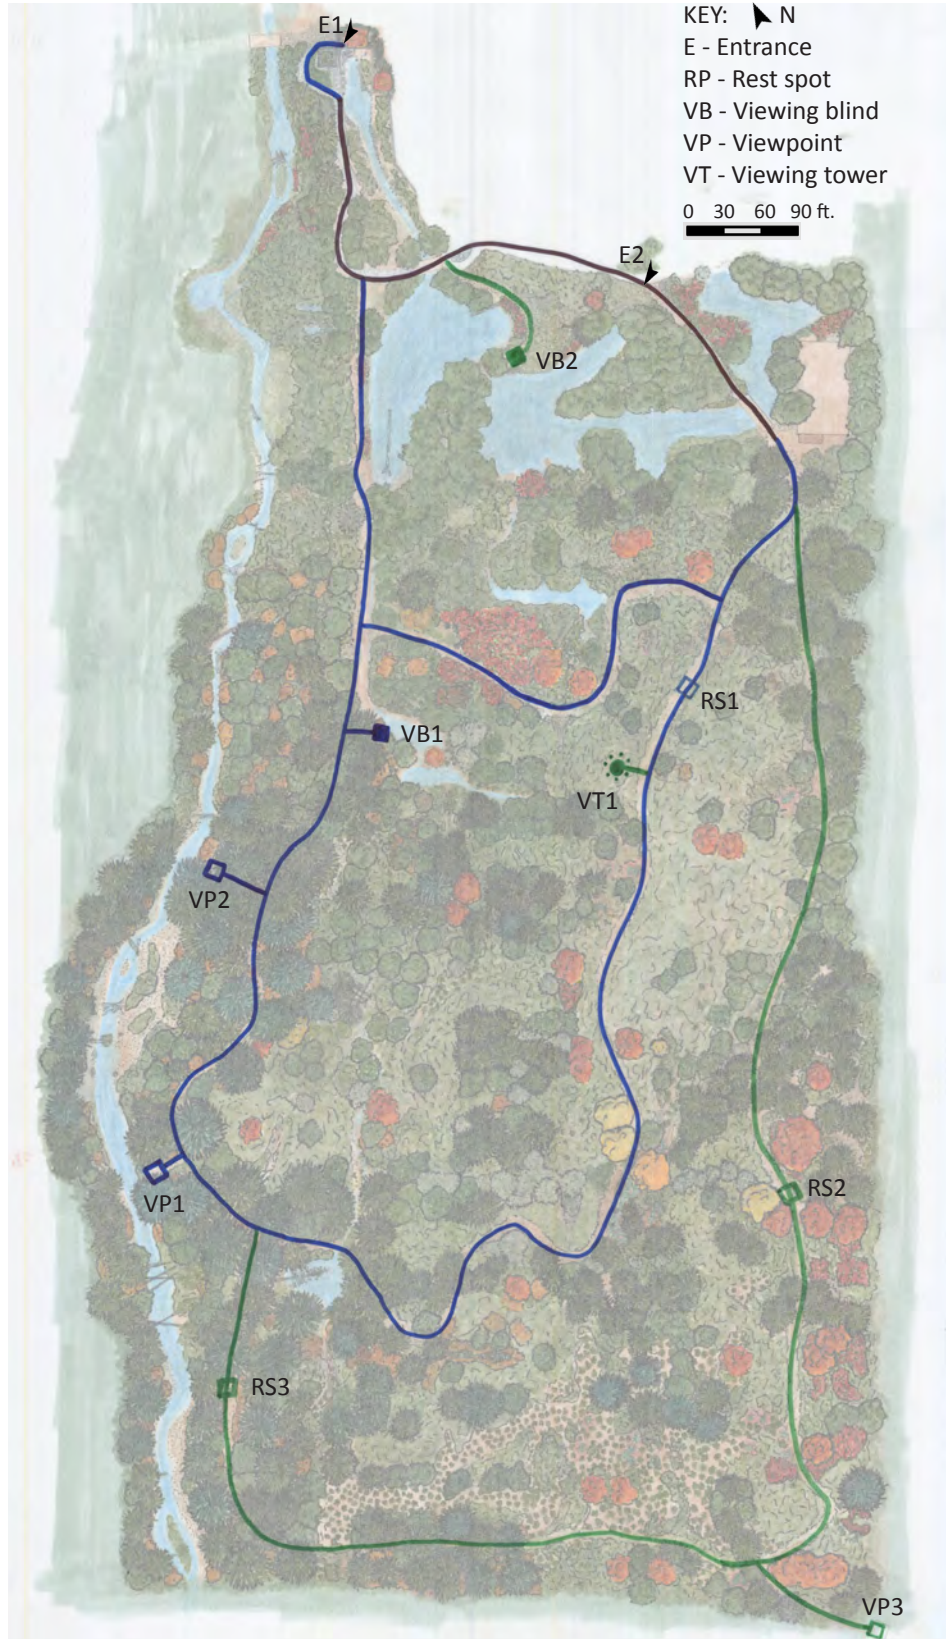 E1
KEY: N
E - Entrance
RP - Rest spot
VB - Viewing blind
VP - Viewpoint
VT - Viewing tower
0 30 60 90 ft.
E2
VB2
RS1
VB1
VT1
VP2
VP1
RS2
RS3
VP3